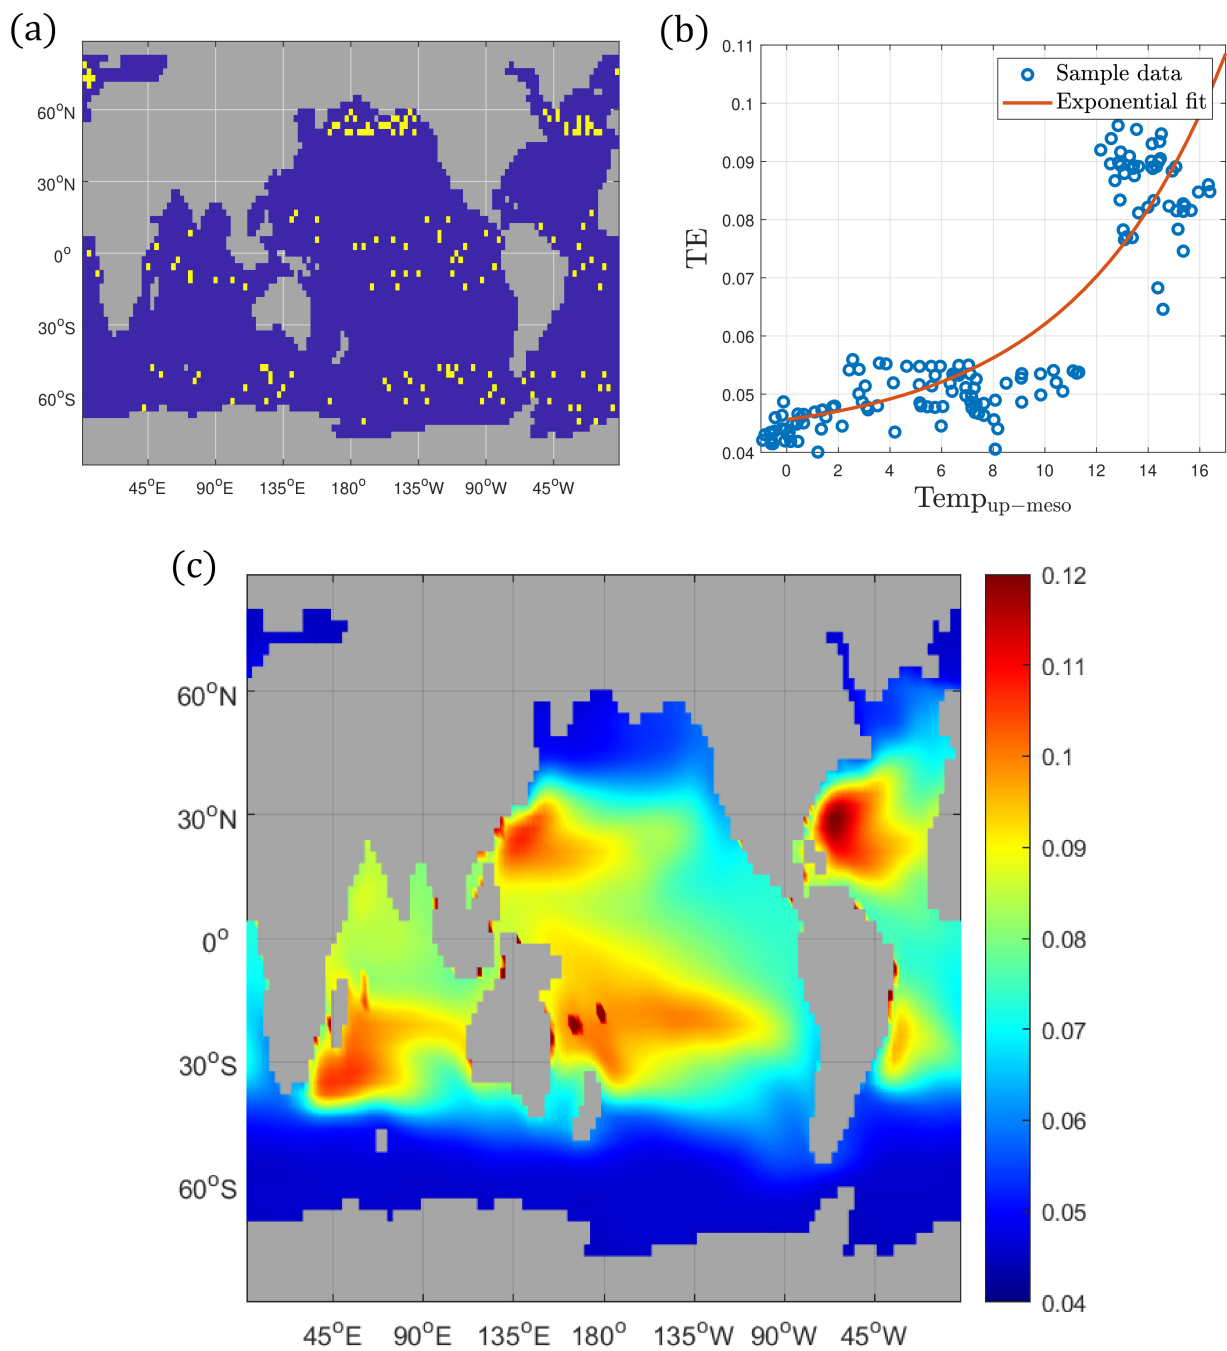 (a)
60°N
30°N
0°
30°S
60°S
45°E 90°E 135°E 180° 135°W 90°W 45°W
(b)
0.11
0.1
0.09
0.08
0.07
0.06
0.05
0.04
TE
Sample data
Exponential fit
0 2 4 6 8 10 12 14 16
Temp up−meso
(c)
60°N
30°N
0°
30°S
60°S
45°E 90°E 135°E 180° 135°W 90°W 45°W
0.12
0.11
0.1
0.09
0.08
0.07
0.06
0.05
0.04